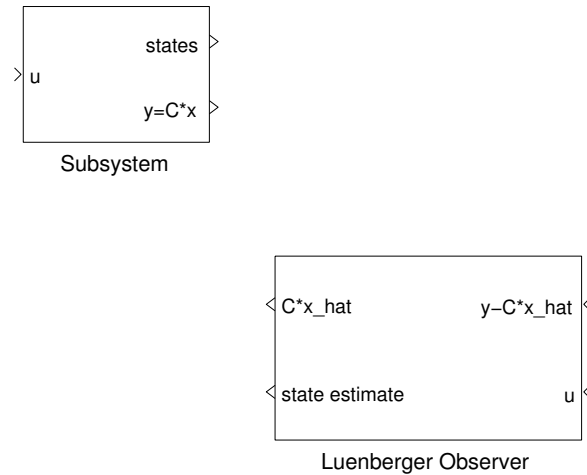 states
u
y=C*x
Subsystem
C*x_hat
y−C*x_hat
state estimate
u
Luenberger Observer